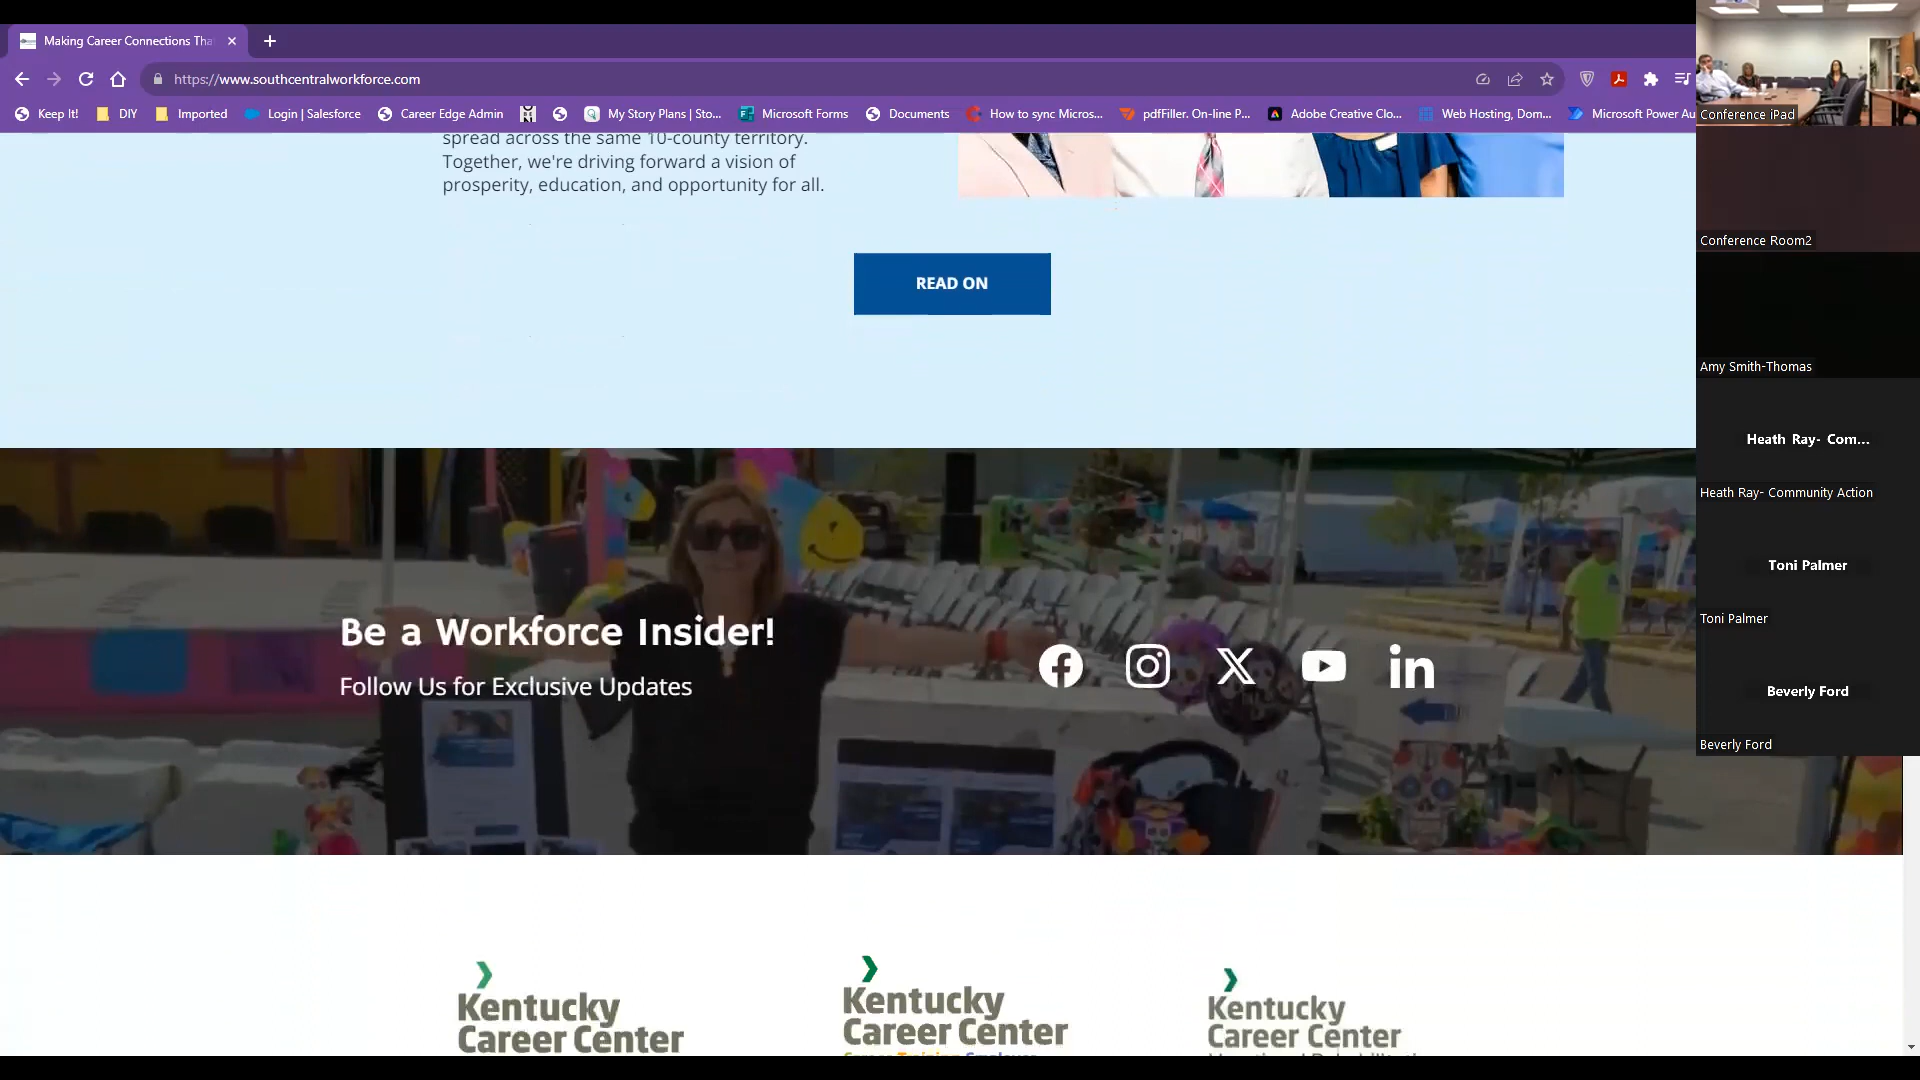 Making Career Connections Tha
https://www.southcentralworkforce.com
Keep It!
DIY
Imported
Login | Salesforce
Career Edge Admin
My Story Plans | Sto...
Microsoft Forms
Documents
How to sync Micros...
pdfFiller. On-line P...
Adobe Creative Clo...
Web Hosting, Dom...
Microsoft Power Au
spread across the same 10-county territory.
Together, we're driving forward a vision of
prosperity, education, and opportunity for all.
READ ON
Be a Workforce Insider!
Follow Us for Exclusive Updates
Kentucky
Career Center
Kentucky
Career Center
Kentucky
Career Center
Conference iPad
Conference Room2
Amy Smith-Thomas
Heath Ray- Com...
Heath Ray- Community Action
Toni Palmer
Toni Palmer
Beverly Ford
Beverly Ford